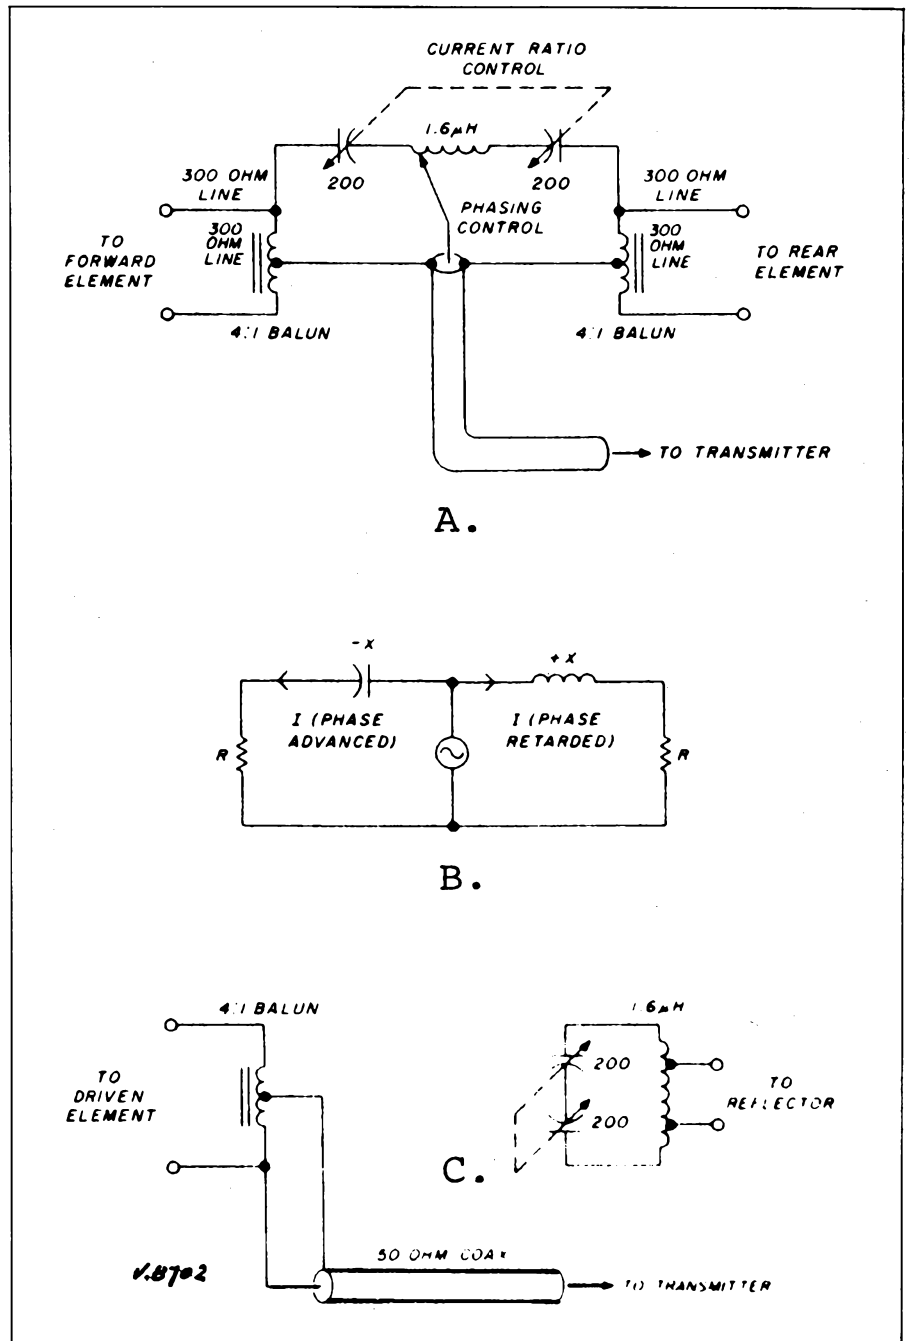 CURRENT RATIO
CONTROL
1.6µH
200
200
300 OHM
LINE
300 OHM
LINE
PHASING
CONTROL
300
OHM
LINE
300
OHM
LINE
TO
FORWARD
ELEMENT
TO REAR
ELEMENT
4:1 BALUN
4:1 BALUN
TO TRANSMITTER
A.
-X
+X
I (PHASE
ADVANCED)
I (PHASE
RETARDED)
R
R
B.
4:1 BALUN
1.6µH
TO
DRIVEN
ELEMENT
200
200
TO
REFLECTOR
C.
50 OHM COAX
TO TRANSMITTER